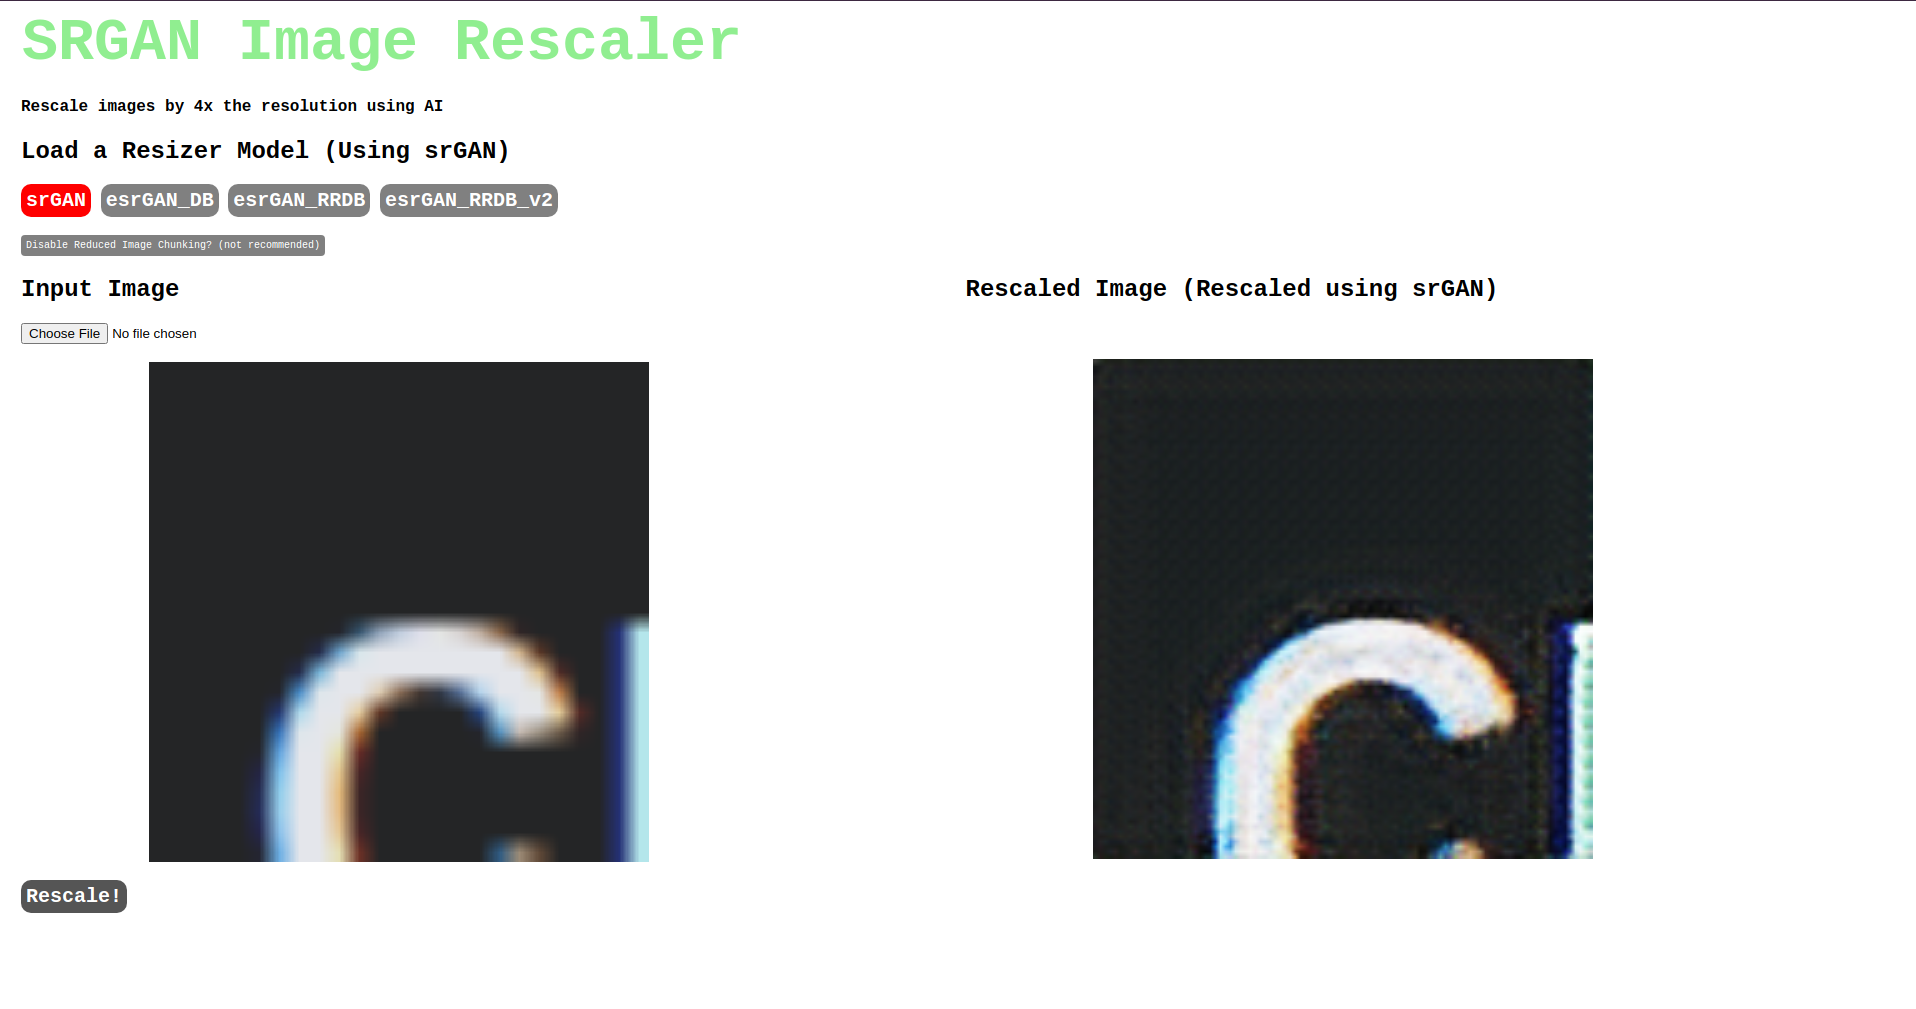 SRGAN Image Rescaler
Rescale images by 4x the resolution using AI
Load a Resizer Model (Using srGAN)
srGAN esrGAN_DB esrGAN_RRDB esrGAN_RRDB_v2
Disable Reduced Image Chunking? (not recommended)
Input Image
Rescaled Image (Rescaled using srGAN)
Choose File No file chosen
C
C
Rescale!